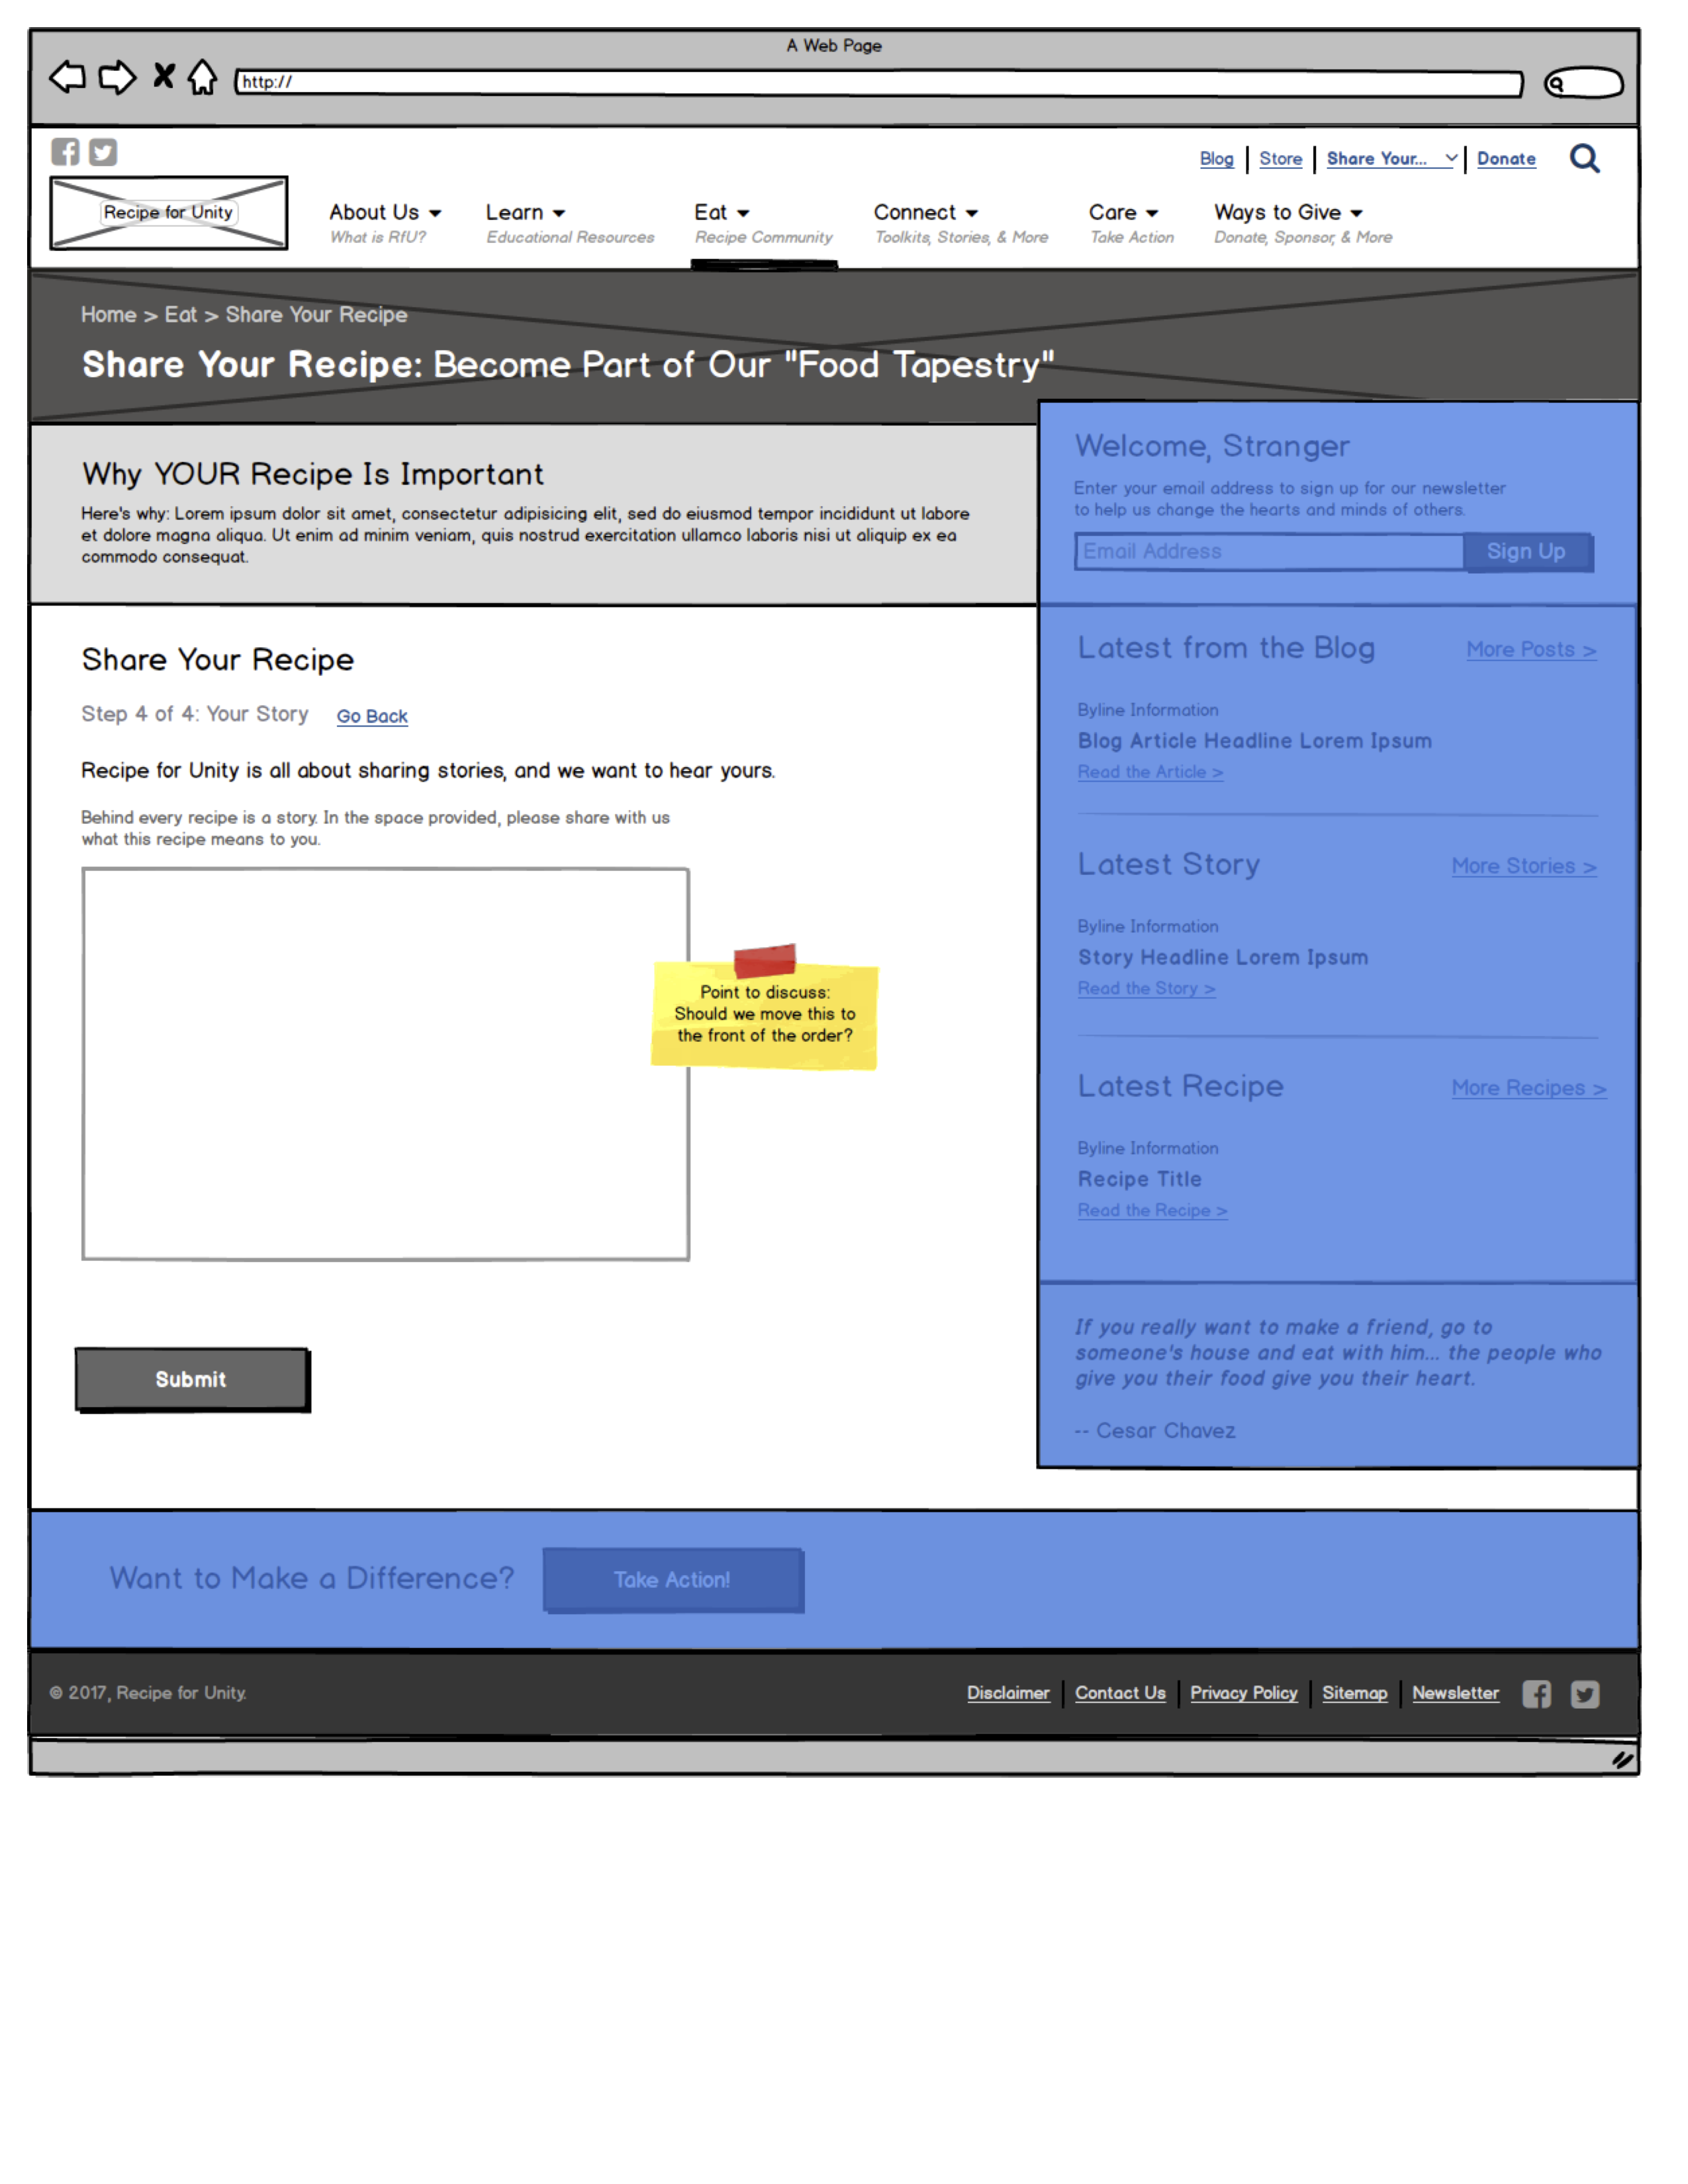 A Web Page
http://
Blog
Store
Share Your...
Donate
Recipe for Unity
About Us
Learn
Eat
Connect
Care
Ways to Give
What is RfU?
Educational Resources
Recipe Community
Toolkits, Stories, & More
Take Action
Donate, Sponsor, & More
Home > Eat > Share Your Recipe
Share Your Recipe: Become Part of Our "Food Tapestry"
Why YOUR Recipe Is Important
Here's why: Lorem ipsum dolor sit amet, consectetur adipisicing elit, sed do eiusmod tempor incididunt ut labore
et dolore magna aliqua. Ut enim ad minim veniam, quis nostrud exercitation ullamco laboris nisi ut aliquip ex ea
commodo consequat.
Share Your Recipe
Step 4 of 4: Your Story
Go Back
Recipe for Unity is all about sharing stories, and we want to hear yours.
Behind every recipe is a story. In the space provided, please share with us
what this recipe means to you.
Point to discuss:
Should we move this to
the front of the order?
Submit
Welcome, Stranger
Enter your email address to sign up for our newsletter
to help us change the hearts and minds of others.
Email Address
Sign Up
Latest from the Blog
More Posts >
Byline Information
Blog Article Headline Lorem Ipsum
Read the Article >
Latest Story
More Stories >
Byline Information
Story Headline Lorem Ipsum
Read the Story >
Latest Recipe
More Recipes >
Byline Information
Recipe Title
Read the Recipe >
If you really want to make a friend, go to
someone's house and eat with him... the people who
give you their food give you their heart.
-- Cesar Chavez
Want to Make a Difference?
Take Action!
© 2017, Recipe for Unity.
Disclaimer
Contact Us
Privacy Policy
Sitemap
Newsletter